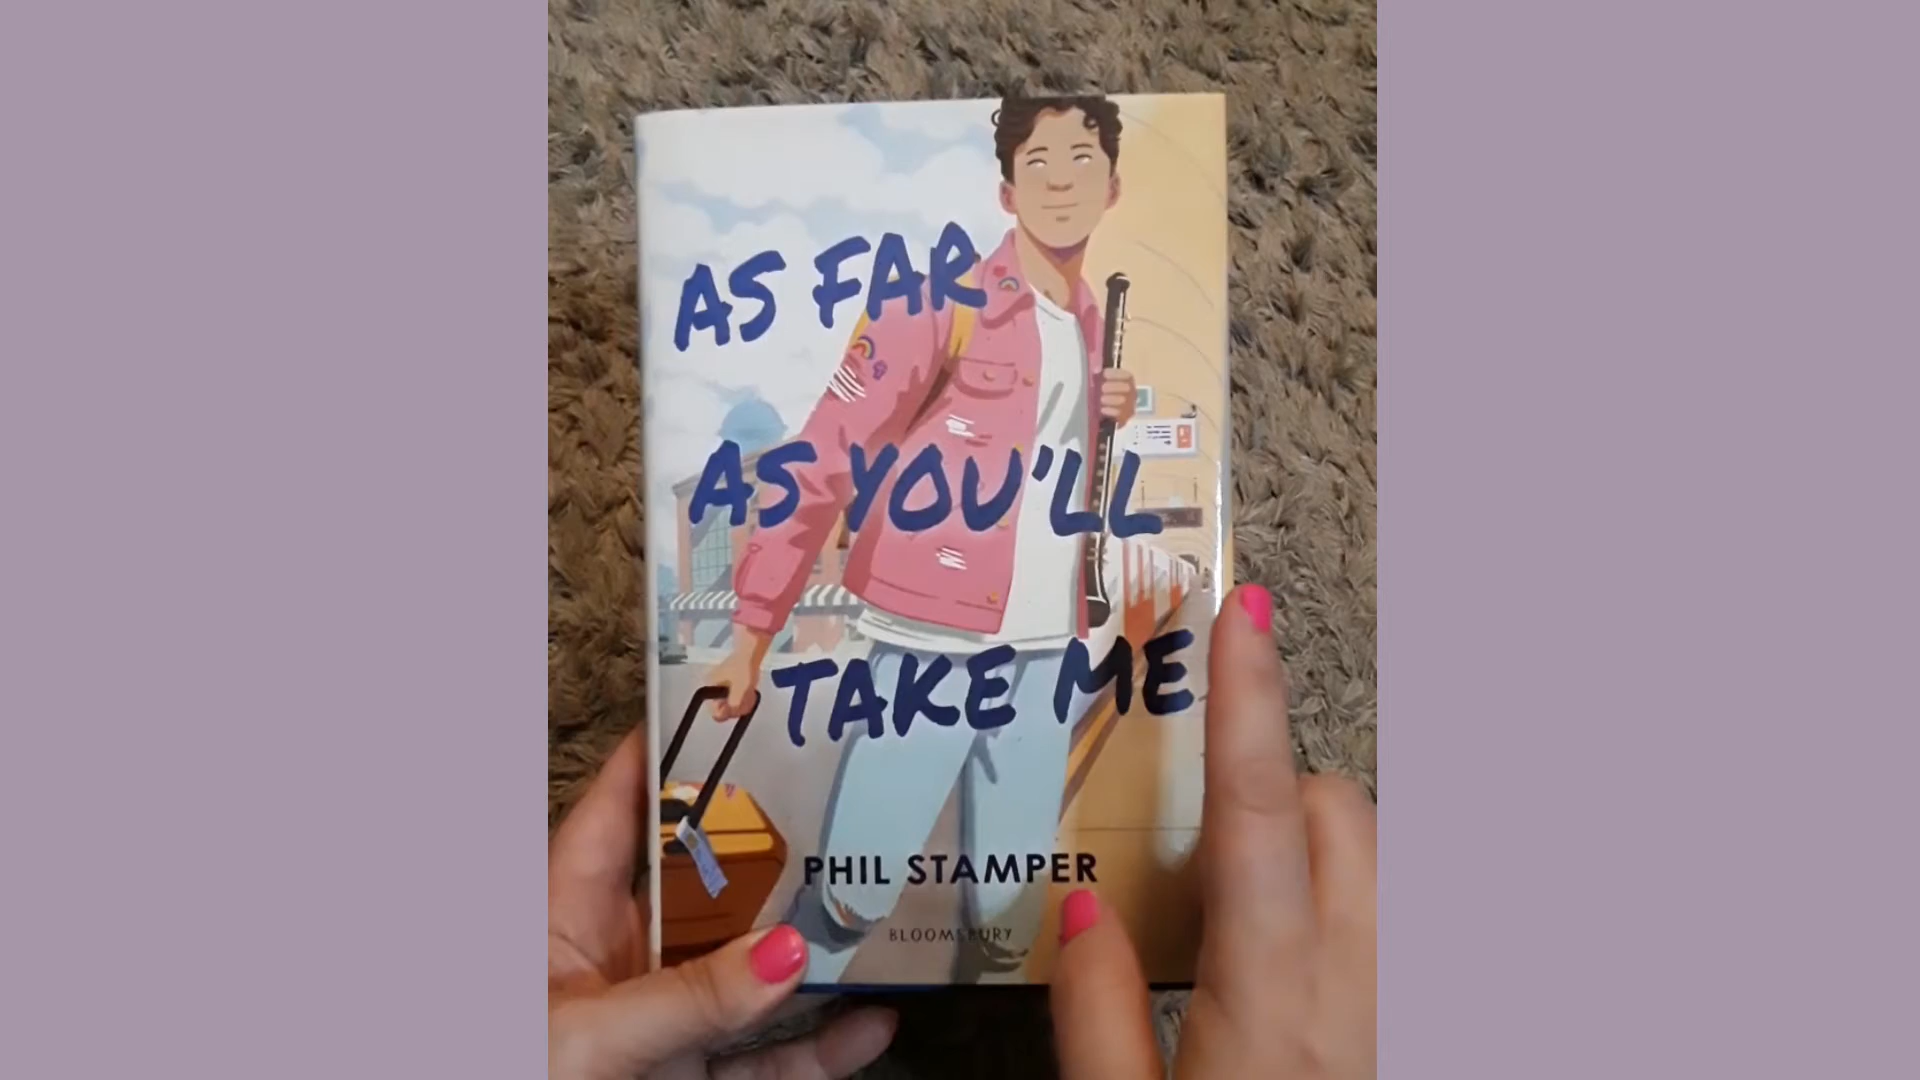 AS FAR
AS YOU'LL
TAKE ME
PHIL STAMPER
BLOOMSBURY